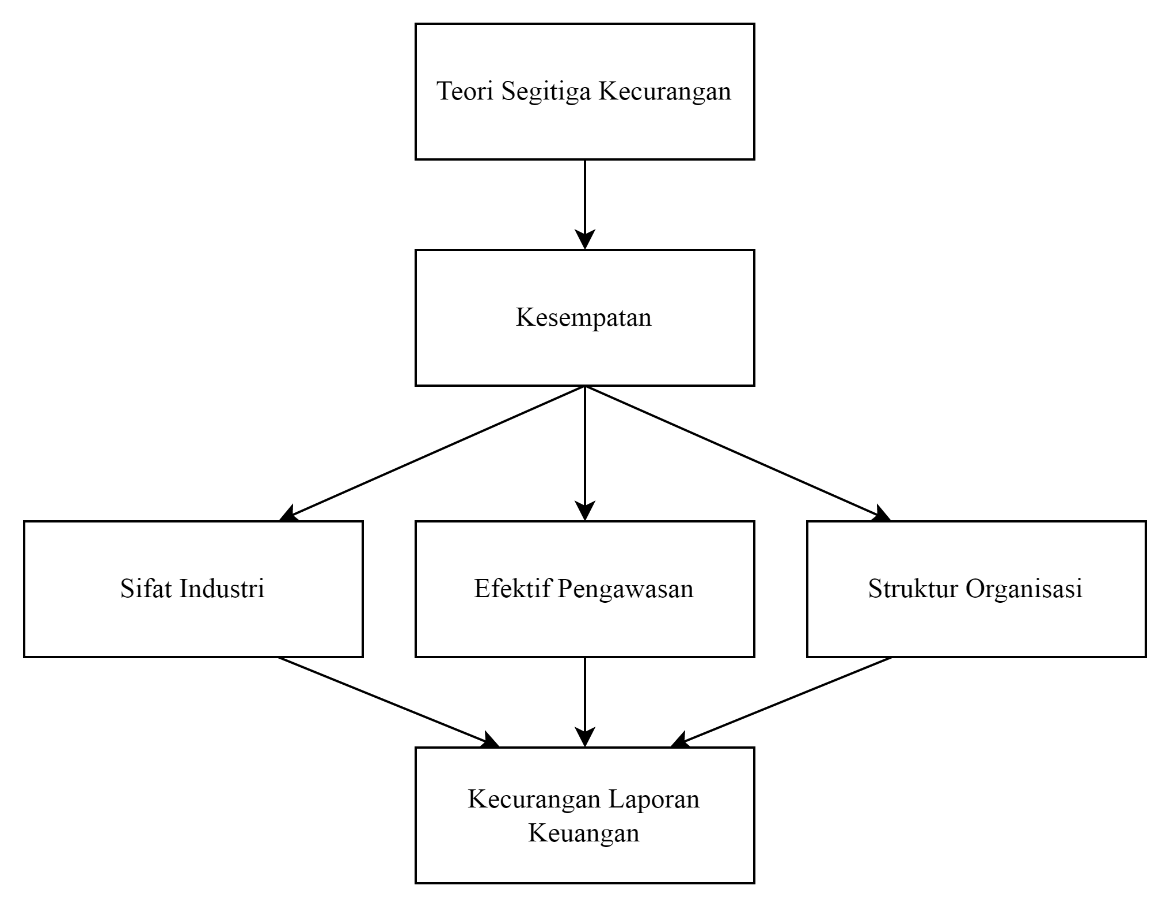 Teori Segitiga Kecurangan
Kesempatan
Sifat Industri
Efektif Pengawasan
Struktur Organisasi
Kecurangan Laporan
Keuangan